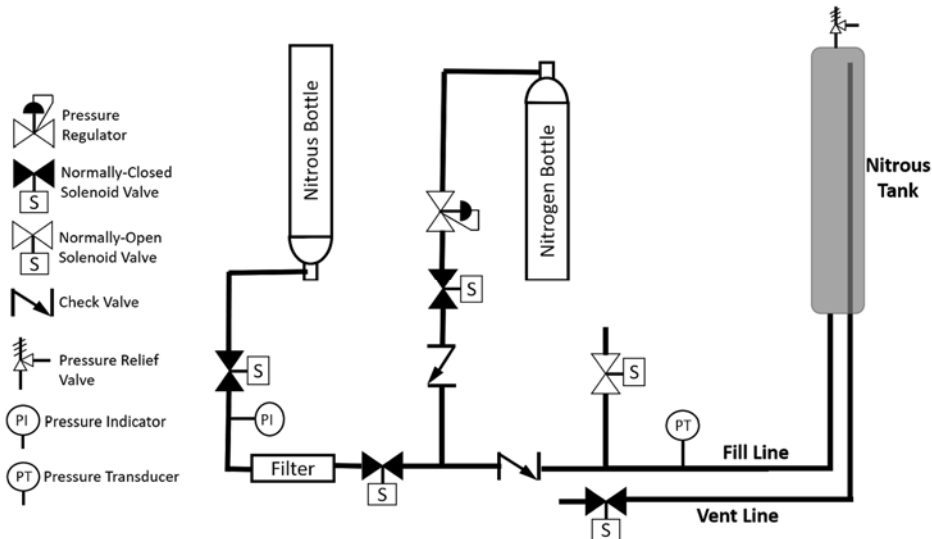 Pressure
Regulator
S
Normally-Closed
Solenoid Valve
S
Normally-Open
Solenoid Valve
Check Valve
Pressure Relief
Valve
PI
Pressure Indicator
PT
Pressure Transducer
Nitrous Bottle
Nitrogen Bottle
Nitrous
Tank
S
S
S
PI
PT
Filter
S
Fill Line
Vent Line
S